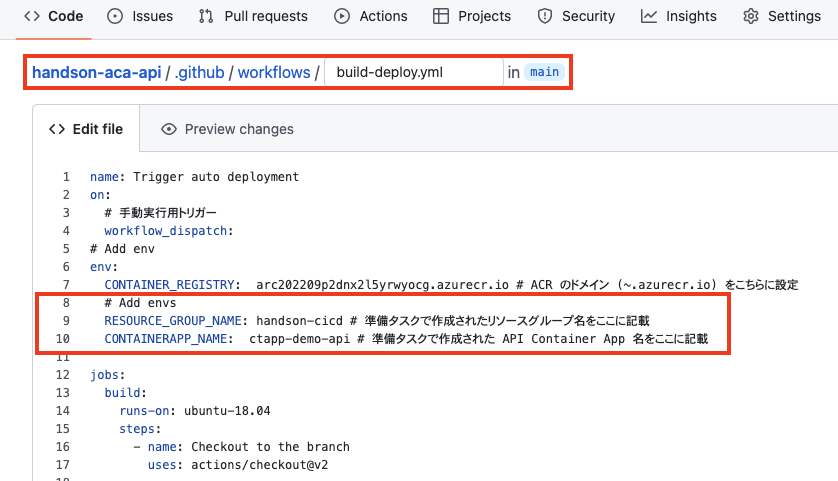 Code Issues Pull requests Actions Projects Security Insights Settings
handson-aca-api / .github / workflows / build-deploy.yml in main
Edit file Preview changes
1 name: Trigger auto deployment
2 on:
3 # 手動実行用トリガー
4 workflow_dispatch:
5 # Add env
6 env:
7 CONTAINER_REGISTRY: arc202209p2dnx2l5yrwyocg.azurecr.io # ACR のドメイン (~.azurecr.io) をこちらに設定
8 # Add envs
9 RESOURCE_GROUP_NAME: handson-cicd # 準備タスクで作成されたリソースグループ名をここに記載
10 CONTAINERAPP_NAME: ctapp-demo-api # 準備タスクで作成された API Container App 名をここに記載
11
12 jobs:
13 build:
14 runs-on: ubuntu-18.04
15 steps:
16 - name: Checkout to the branch
17 uses: actions/checkout@v2